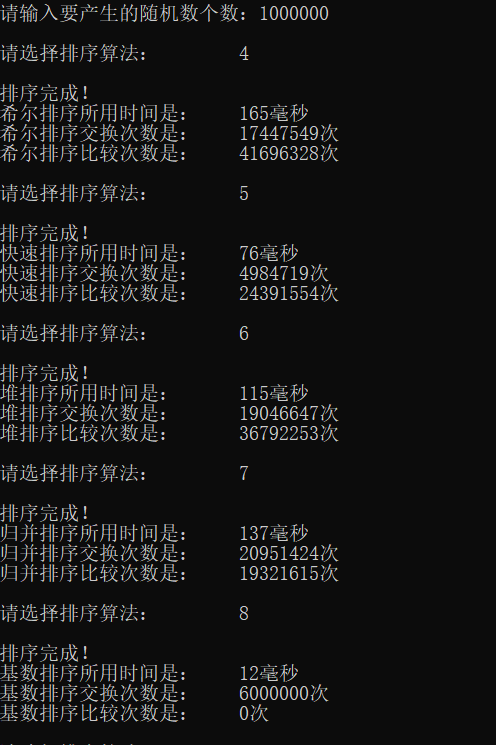 请输入要产生的随机数个数：1000000
请选择排序算法： 4
排序完成！
希尔排序所用时间是： 165毫秒
希尔排序交换次数是： 17447549次
希尔排序比较次数是： 41696328次
请选择排序算法： 5
排序完成！
快速排序所用时间是： 76毫秒
快速排序交换次数是： 4984719次
快速排序比较次数是： 24391554次
请选择排序算法： 6
排序完成！
堆排序所用时间是： 115毫秒
堆排序交换次数是： 19046647次
堆排序比较次数是： 36792253次
请选择排序算法： 7
排序完成！
归并排序所用时间是： 137毫秒
归并排序交换次数是： 20951424次
归并排序比较次数是： 19321615次
请选择排序算法： 8
排序完成！
基数排序所用时间是： 12毫秒
基数排序交换次数是： 6000000次
基数排序比较次数是： 0次